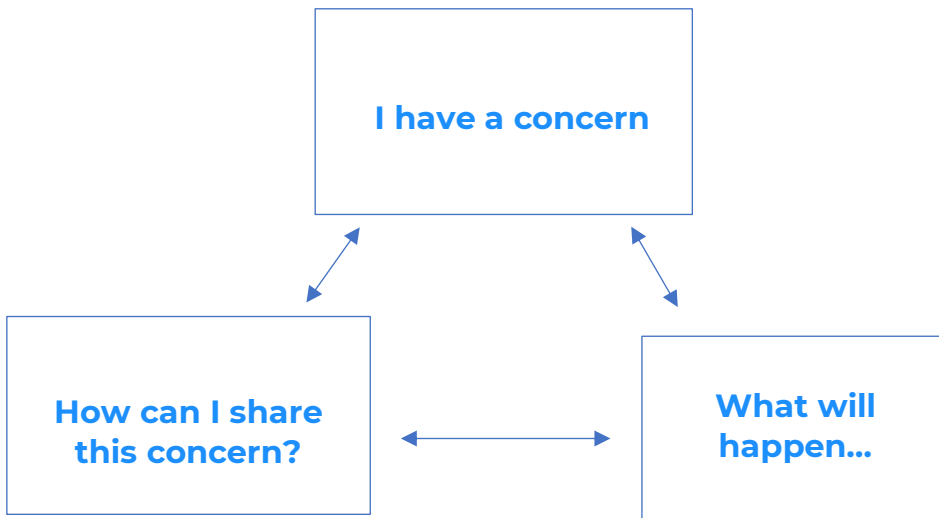 I have a concern
How can I share
this concern?
What will
happen...